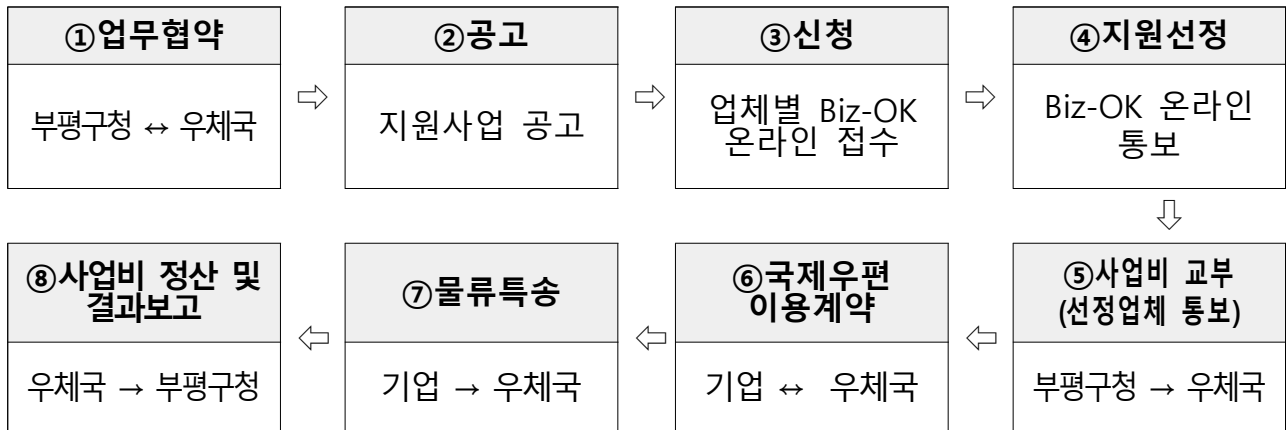 ①업무협약
부평구청 ↔ 우체국
⇨
②공고
지원사업 공고
⇨
③신청
업체별 Biz-OK
온라인 접수
⇨
④지원선정
Biz-OK 온라인
통보
⇩
⑤사업비 교부
(선정업체 통보)
부평구청 → 우체국
⇦
⑥국제우편
이용계약
기업 ↔ 우체국
⇦
⑦물류특송
기업 → 우체국
⇦
⑧사업비 정산 및
결과보고
우체국 → 부평구청